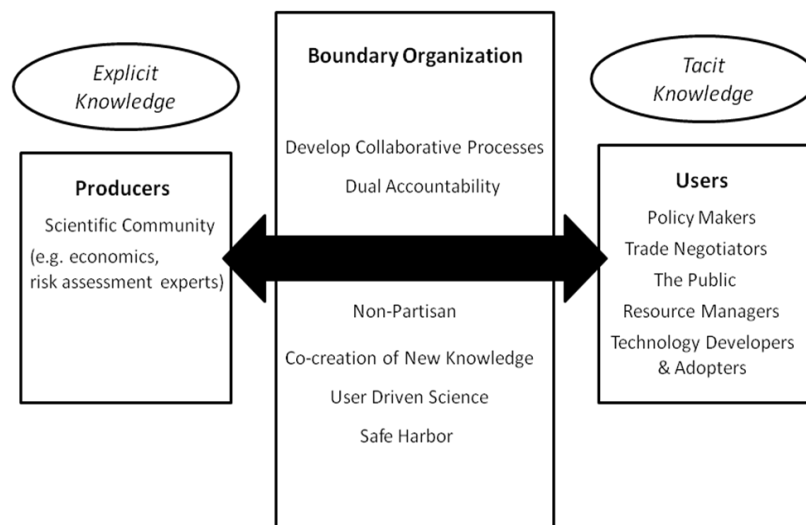 Explicit
Knowledge
Producers
Scientific Community
(e.g. economics,
risk assessment experts)
Boundary Organization
Develop Collaborative Processes
Dual Accountability
Non-Partisan
Co-creation of New Knowledge
User Driven Science
Safe Harbor
Tacit
Knowledge
Users
Policy Makers
Trade Negotiators
The Public
Resource Managers
Technology Developers
& Adopters